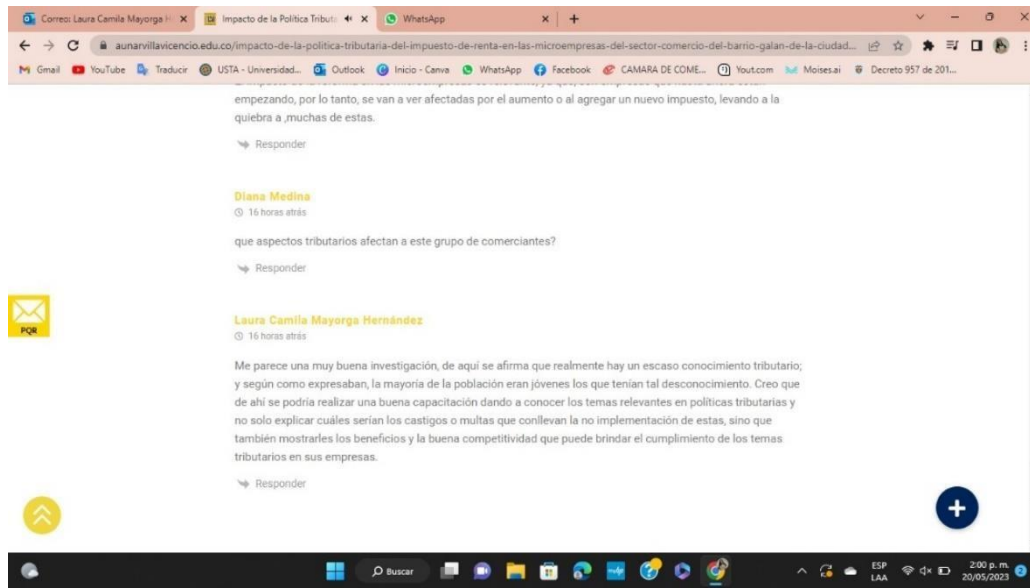 Correo: Laura Camila Mayorga H
Impacto de la Política Tributa
WhatsApp
aunarvillavicencio.edu.co/impacto-de-la-politica-tributaria-del-impuesto-de-renta-en-las-microempresas-del-sector-comercio-del-barrio-galan-de-la-ciudad...
Gmail YouTube Traducir USTA - Universidad... Outlook Inicio - Canva WhatsApp Facebook CAMARA DE COME... Yout.com Moises.ai Decreto 957 de 201...
empezando, por lo tanto, se van a ver afectadas por el aumento o al agregar un nuevo impuesto, levando a la
quiebra a ,muchas de estas.
Responder
Diana Medina
16 horas atrás
que aspectos tributarios afectan a este grupo de comerciantes?
Responder
PQR
Laura Camila Mayorga Hernández
16 horas atrás
Me parece una muy buena investigación, de aquí se afirma que realmente hay un escaso conocimiento tributario;
y según como expresaban, la mayoría de la población eran jóvenes los que tenían tal desconocimiento. Creo que
de ahí se podría realizar una buena capacitación dando a conocer los temas relevantes en políticas tributarias y
no solo explicar cuáles serían los castigos o multas que conllevan la no implementación de estas, sino que
también mostrarles los beneficios y la buena competitividad que puede brindar el cumplimiento de los temas
tributarios en sus empresas.
Responder
Buscar
ESP
LAA
2:00 p. m.
20/05/2023